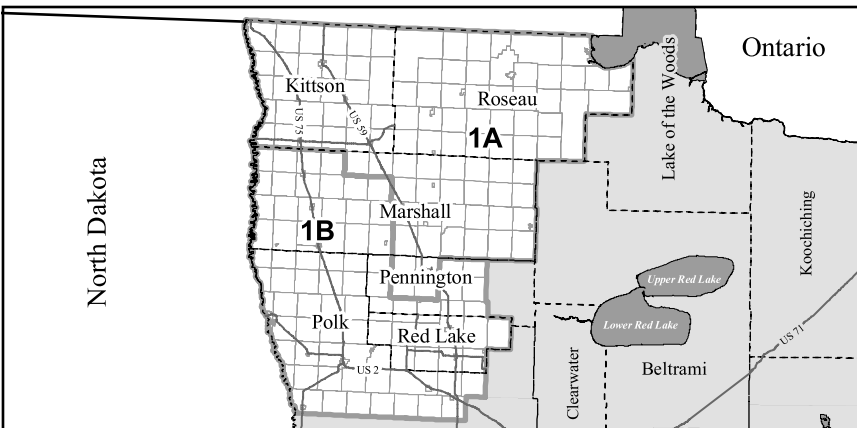 Ontario
Lake of the Woods
Kittson
Roseau
US 75
US 59
1A
North Dakota
Marshall
1B
Koochiching
Pennington
Upper Red Lake
Polk
Red Lake
Lower Red Lake
US 71
US 2
Clearwater
Beltrami